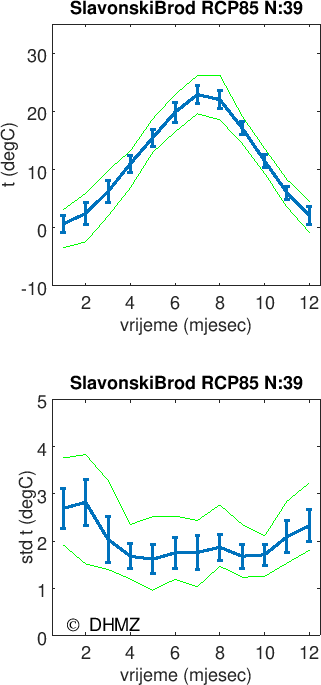 SlavonskiBrod RCP85 N:39
30
20
10
0
-10
t (degC)
2 4 6 8 10 12
vrijeme (mjesec)
SlavonskiBrod RCP85 N:39
5
4
3
2
1
0
std t (degC)
© DHMZ
2 4 6 8 10 12
vrijeme (mjesec)